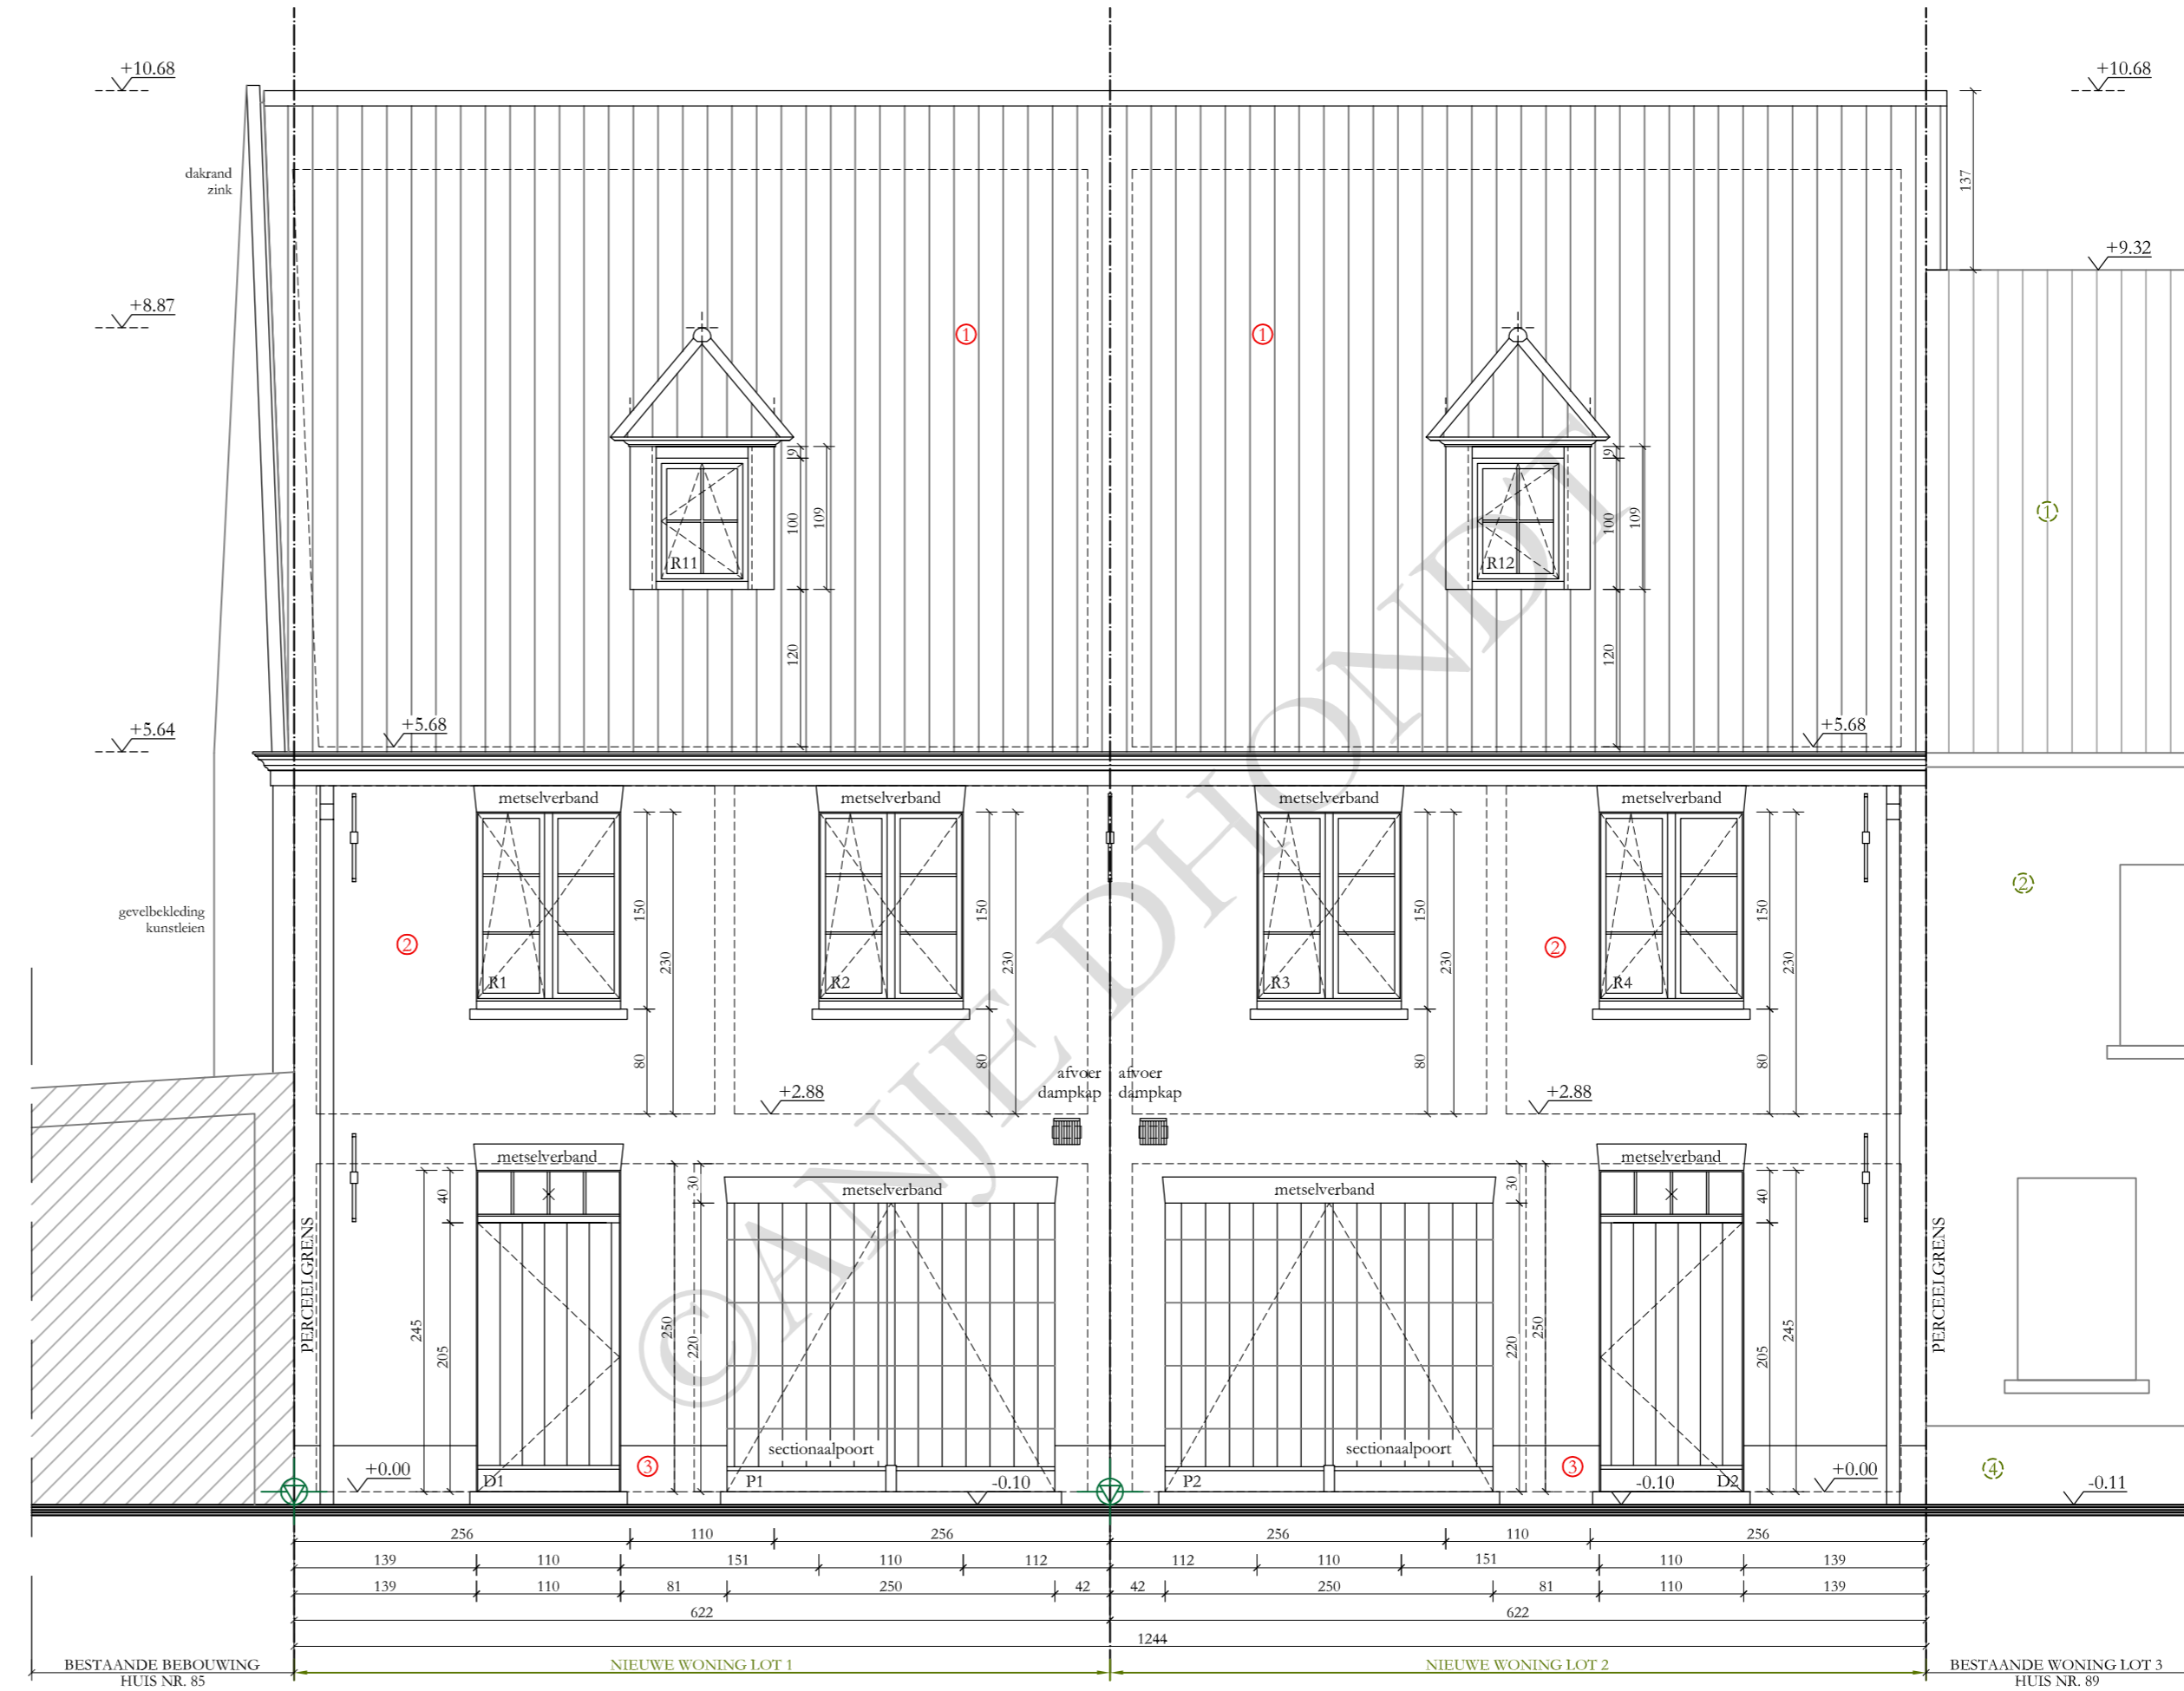 +10.68
+10.68
dakrand
zink
137
+9.32
+8.87
1
1
9
100
109
R11
120
9
100
109
R12
120
1
+5.64
+5.68
+5.68
metselverband
metselverband
metselverband
metselverband
gevelbekleding
kunstleien
2
R1
150
230
80
R2
150
230
80
R3
150
230
80
2
R4
150
230
80
2
afvoer
dampkap
afvoer
dampkap
+2.88
+2.88
metselverband
metselverband
metselverband
metselverband
PERCEELGRENS
245
40
205
250
30
220
30
220
250
40
205
245
PERCEELGRENS
sectionaalpoort
sectionaalpoort
+0.00
D1
3
P1
-0.10
P2
3
-0.10
D2
+0.00
4
-0.11
©ANJE DHONDT
256 110 256 256 110 256
139 110 151 110 112 112 110 151 110 139
139 110 81 250 42 42 250 81 110 139
622 622
1244
BESTAANDE BEBOUWING
HUIS NR. 85
NIEUWE WONING LOT 1
NIEUWE WONING LOT 2
BESTAANDE WONING LOT 3
HUIS NR. 89